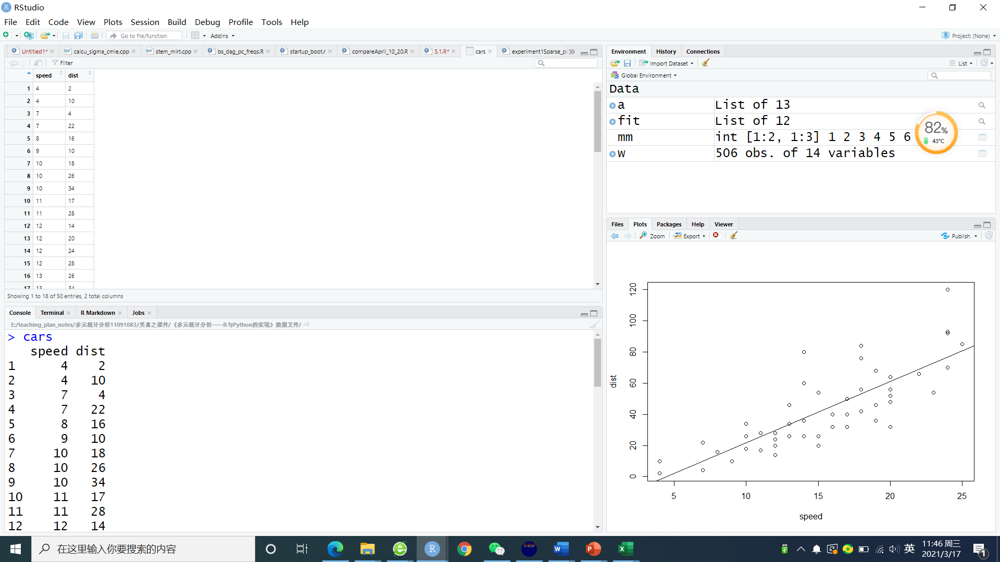 RStudio
File Edit Code View Plots Session Build Debug Profile Tools Help
Go to file/function Addins Project: (None)
Untitled1* calcu_sigma_cmle.cpp stem_mirt.cpp bs_dag_pc_freqs.R startup_boot.r compareApril_10_20.R 3.1.R* cars experiment1Sparse_pc
Filter
speed dist
1 4 2
2 4 10
3 7 4
4 7 22
5 8 16
6 9 10
7 10 18
8 10 26
9 10 34
10 11 17
11 11 28
12 12 14
13 12 20
14 12 24
15 12 28
16 13 26
17 13 34
Showing 1 to 18 of 50 entries, 2 total columns
Console Terminal R Markdown Jobs
E:/teaching_plan_notes/多元统计分析11091083/吴喜之课件/《多元统计分析——R与Python的实现》数据文件/
> cars
speed dist
1 4 2
2 4 10
3 7 4
4 7 22
5 8 16
6 9 10
7 10 18
8 10 26
9 10 34
10 11 17
11 11 28
12 12 14
Environment History Connections
Import Dataset List
Global Environment
Data
a List of 13
fit List of 12
mm int [1:2, 1:3] 1 2 3 4 5 6
w 506 obs. of 14 variables
82%
43°C
Files Plots Packages Help Viewer
Zoom Export Publish
120
100
80
60
40
20
0
dist
5 10 15 20 25
speed
在这里输入你要搜索的内容
英
11:46 周三
2021/3/17
1